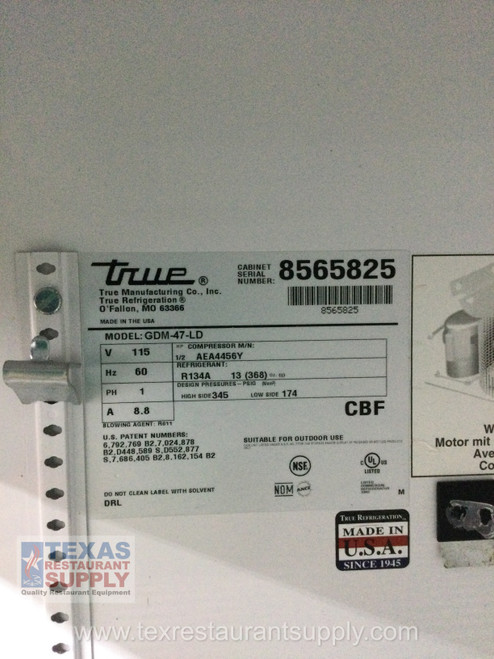 true ®
True Manufacturing Co., Inc.
True Refrigeration ®
O'Fallon, MO 63366
MADE IN THE USA
CABINET
SERIAL
NUMBER:
8565825
8565825
MODEL: GDM-47-LD
V 115
Hz 60
PH 1
A 8.8
HP COMPRESSOR M/N:
1/2 AEA4456Y
REFRIGERANT:
R134A 13 (368)
DESIGN PRESSURES - PSIG
HIGH SIDE 345 LOW SIDE 174
CBF
BLOWING AGENT: R611
U.S. PATENT NUMBERS:
6,792,769 B2,7,024,878
B2,D448,589 S,D552,877
S,7,686,405 B2,8,162,154 B2
SUITABLE FOR OUTDOOR USE
NSE
NOM ANCE
C UL US
LISTED
DO NOT CLEAN LABEL WITH SOLVENT
DRL
M
W
Motor mit
Ave
Co
TRUE REFRIGERATION
MADE IN
U.S.A.
SINCE 1945
TEXAS
RESTAURANT
SUPPLY
Quality Restaurant Equipment
www.texrestaurantsupply.com